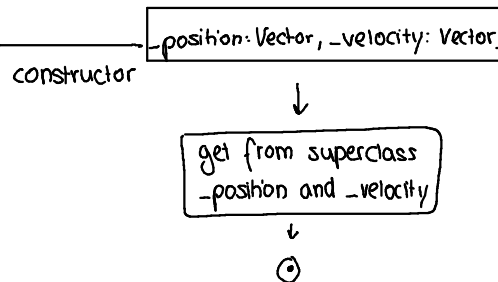 _position: Vector, _velocity: Vector
constructor
get from superclass
_position and _velocity